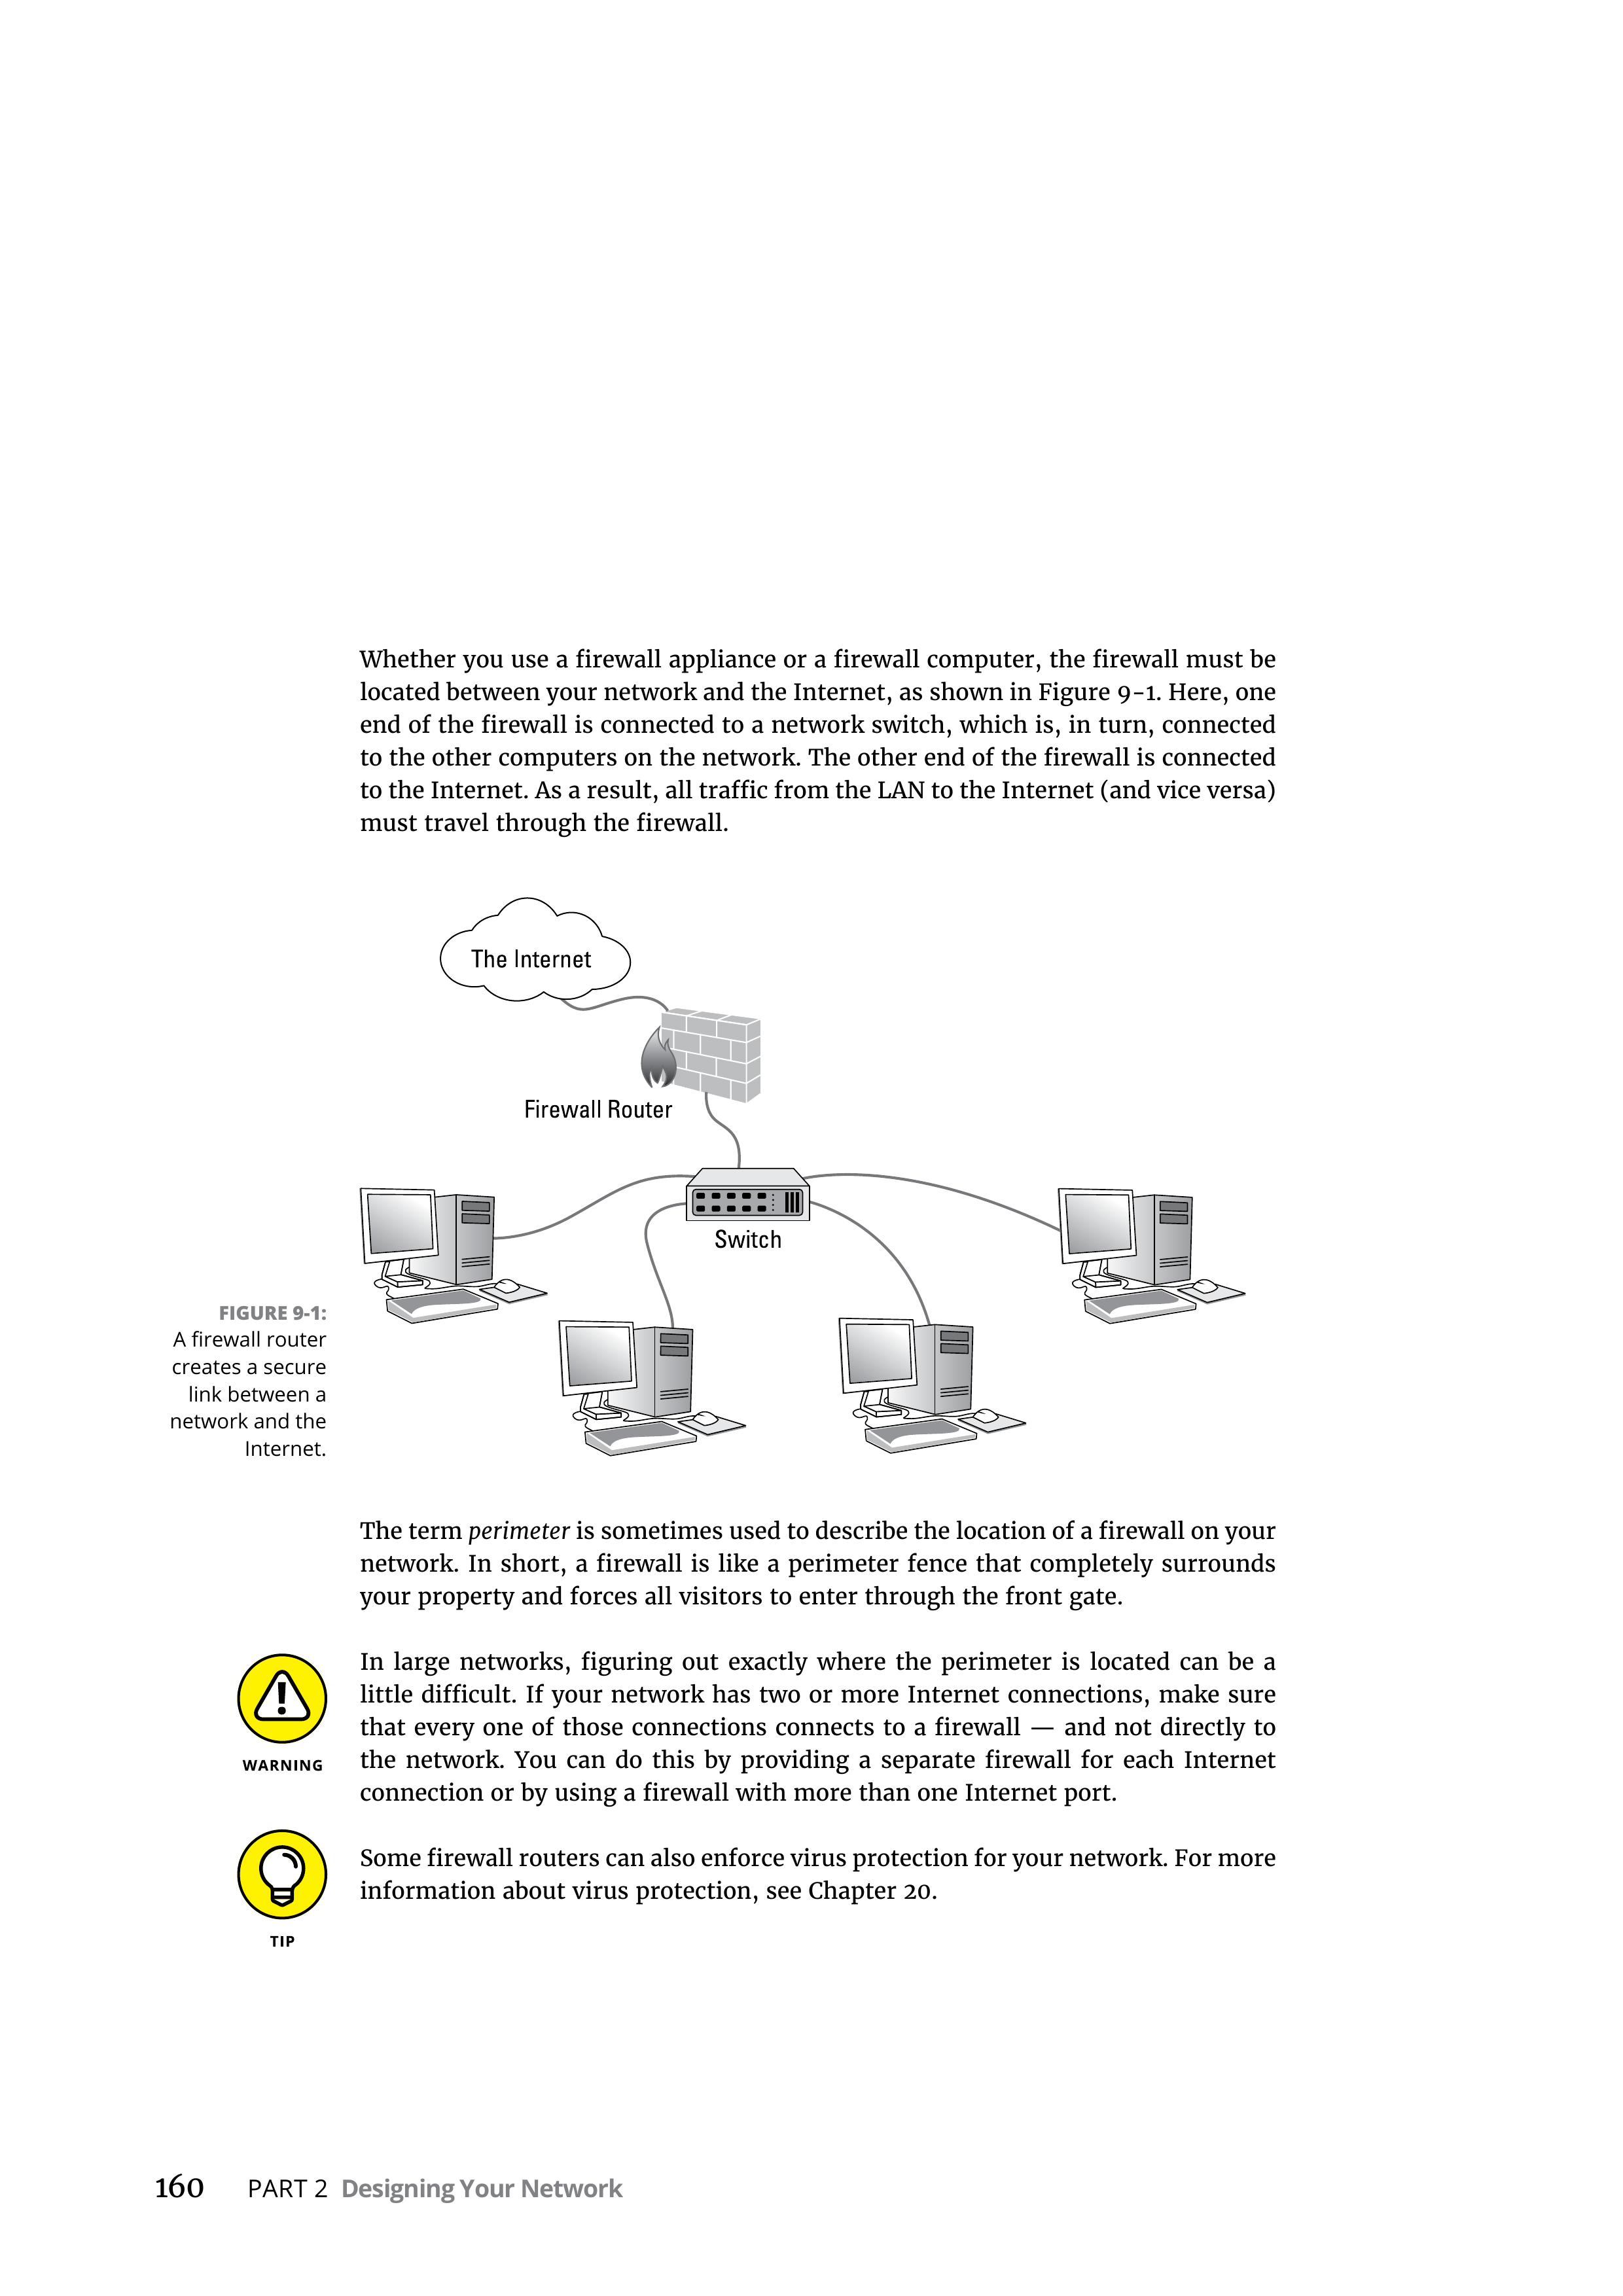 Whether you use a firewall appliance or a firewall computer, the firewall must be
located between your network and the Internet, as shown in Figure 9-1. Here, one
end of the firewall is connected to a network switch, which is, in turn, connected
to the other computers on the network. The other end of the firewall is connected
to the Internet. As a result, all traffic from the LAN to the Internet (and vice versa)
must travel through the firewall.
The Internet
Firewall Router
Switch
FIGURE 9-1:
A firewall router
creates a secure
link between a
network and the
Internet.
The term perimeter is sometimes used to describe the location of a firewall on your
network. In short, a firewall is like a perimeter fence that completely surrounds
your property and forces all visitors to enter through the front gate.
In large networks, figuring out exactly where the perimeter is located can be a
little difficult. If your network has two or more Internet connections, make sure
that every one of those connections connects to a firewall — and not directly to
the network. You can do this by providing a separate firewall for each Internet
connection or by using a firewall with more than one Internet port.
WARNING
Some firewall routers can also enforce virus protection for your network. For more
information about virus protection, see Chapter 20.
TIP
160 PART 2 Designing Your Network